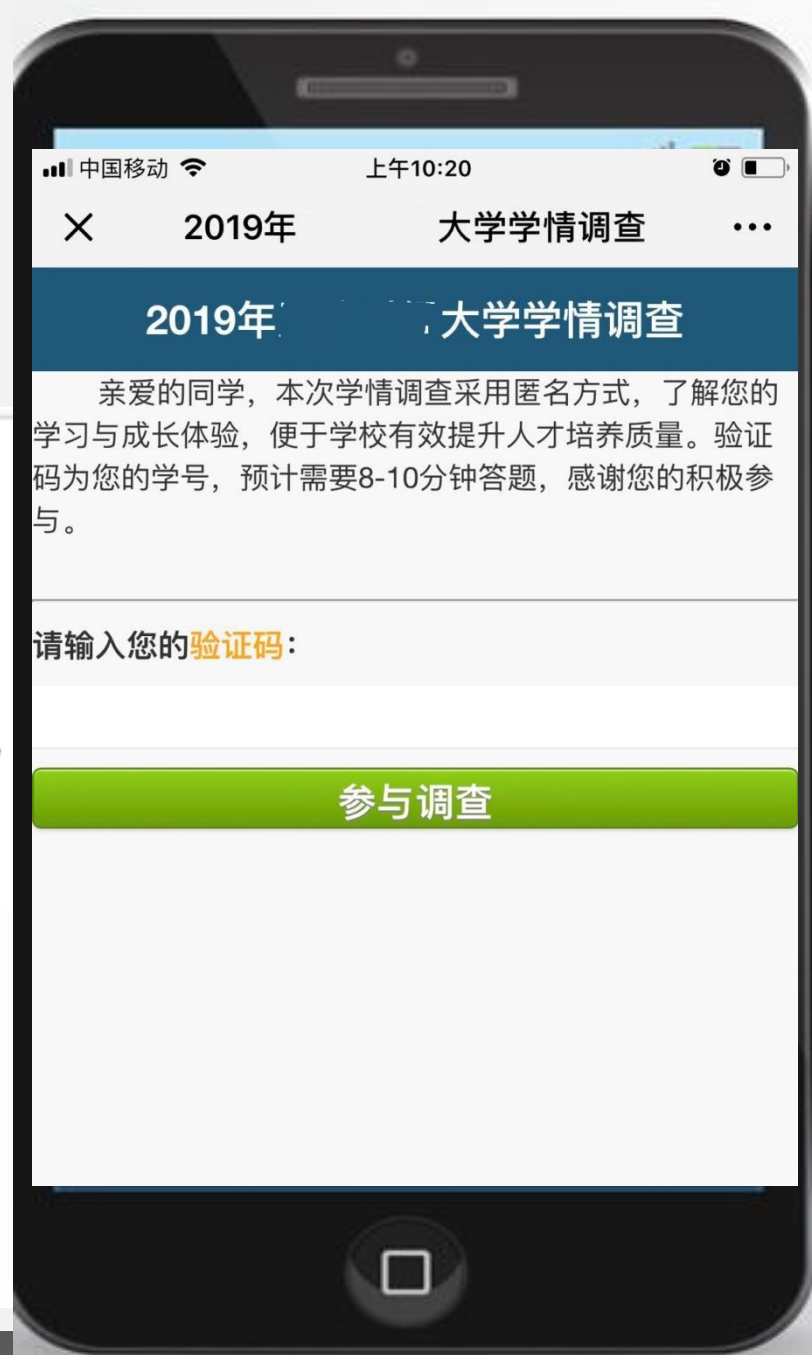 中国移动 上午10:20
2019年 大学学情调查 •••
2019年 大学学情调查
亲爱的同学，本次学情调查采用匿名方式，了解您的
学习与成长体验，便于学校有效提升人才培养质量。验证
码为您的学号，预计需要8-10分钟答题，感谢您的积极参
与。
请输入您的验证码：
参与调查